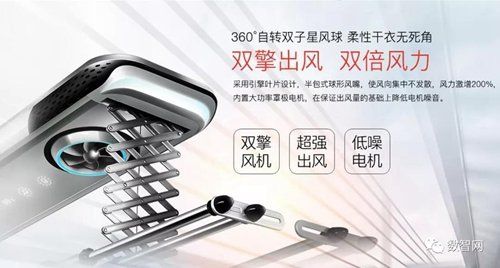 360°自转双子星风球 柔性干衣无死角
双擎出风 双倍风力
采用引擎叶片设计，半包式球形风嘴，使风向集中不发散，风力激增200%，
内置大功率罩极电机，在保证出风量的基础上降低电机噪音。
双擎 超强 低噪
风机 出风 电机
数智网